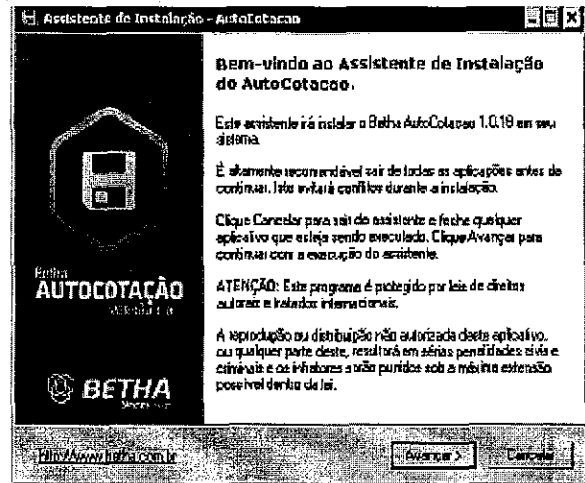 Assistente de Instalação - AutoCotacao
Bem-vindo ao Assistente de Instalação
do AutoCotacao.
Este assistente irá instalar o Betha AutoCotacao 1.0.18 em seu
sistema.
É altamente recomendável sair de todas as aplicações antes de
continuar. Isto evitará conflitos durante a instalação.
Clique Cancelar para sair do assistente e feche qualquer
aplicativo que esteja sendo executado. Clique Avançar para
continuar com a execução do assistente.
ATENÇÃO: Este programa é protegido por leis de direitos
autorais e tratados internacionais.
A reprodução ou distribuição não autorizada deste aplicativo,
ou qualquer parte deste, resultará em sérias penalidades civis e
criminais e os infratores serão punidos sob a máxima extensão
possível dentro da lei.
Betha
AUTOCOTAÇÃO
BETHA
http://www.betha.com.br
Avançar >
Cancelar